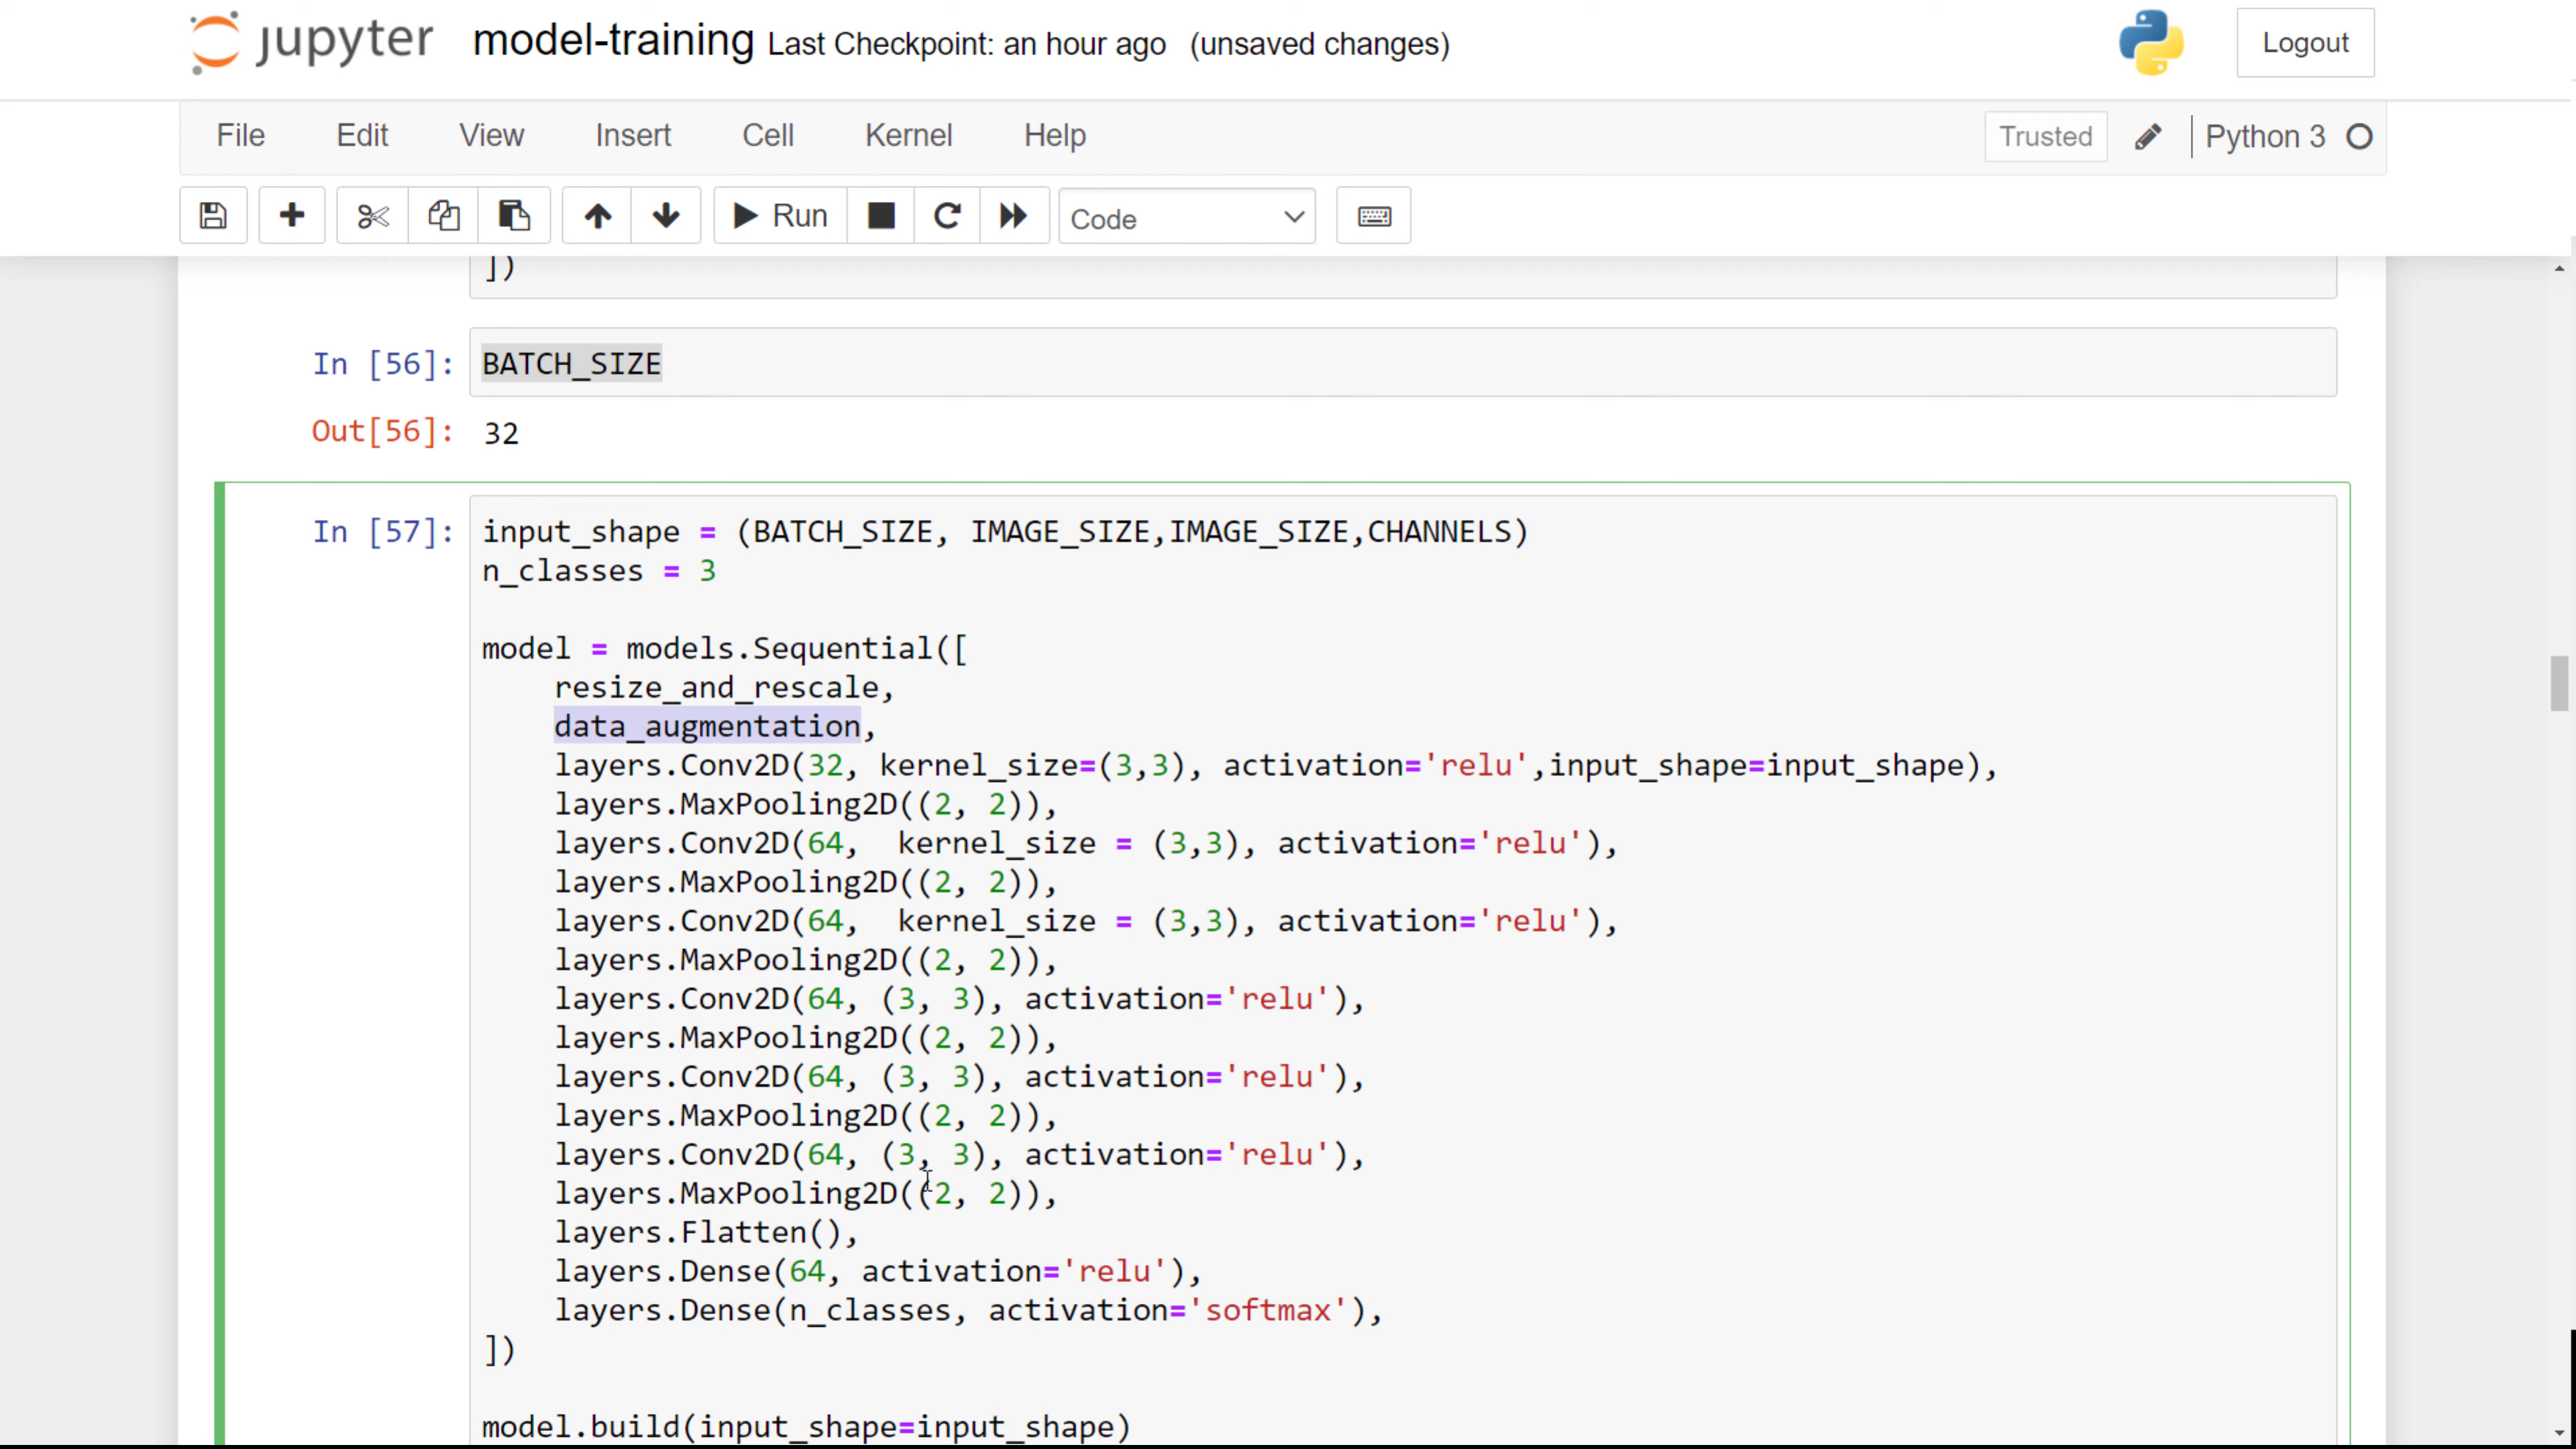 jupyter model-training Last Checkpoint: an hour ago (unsaved changes) Logout
File Edit View Insert Cell Kernel Help Trusted Python 3
Run Code
])
In [56]: BATCH_SIZE
Out[56]: 32
In [57]: input_shape = (BATCH_SIZE, IMAGE_SIZE,IMAGE_SIZE,CHANNELS)
n_classes = 3
model = models.Sequential([
    resize_and_rescale,
    data_augmentation,
    layers.Conv2D(32, kernel_size=(3,3), activation='relu',input_shape=input_shape),
    layers.MaxPooling2D((2, 2)),
    layers.Conv2D(64,  kernel_size = (3,3), activation='relu'),
    layers.MaxPooling2D((2, 2)),
    layers.Conv2D(64,  kernel_size = (3,3), activation='relu'),
    layers.MaxPooling2D((2, 2)),
    layers.Conv2D(64, (3, 3), activation='relu'),
    layers.MaxPooling2D((2, 2)),
    layers.Conv2D(64, (3, 3), activation='relu'),
    layers.MaxPooling2D((2, 2)),
    layers.Conv2D(64, (3, 3), activation='relu'),
    layers.MaxPooling2D((2, 2)),
    layers.Flatten(),
    layers.Dense(64, activation='relu'),
    layers.Dense(n_classes, activation='softmax'),
])
model.build(input_shape=input_shape)